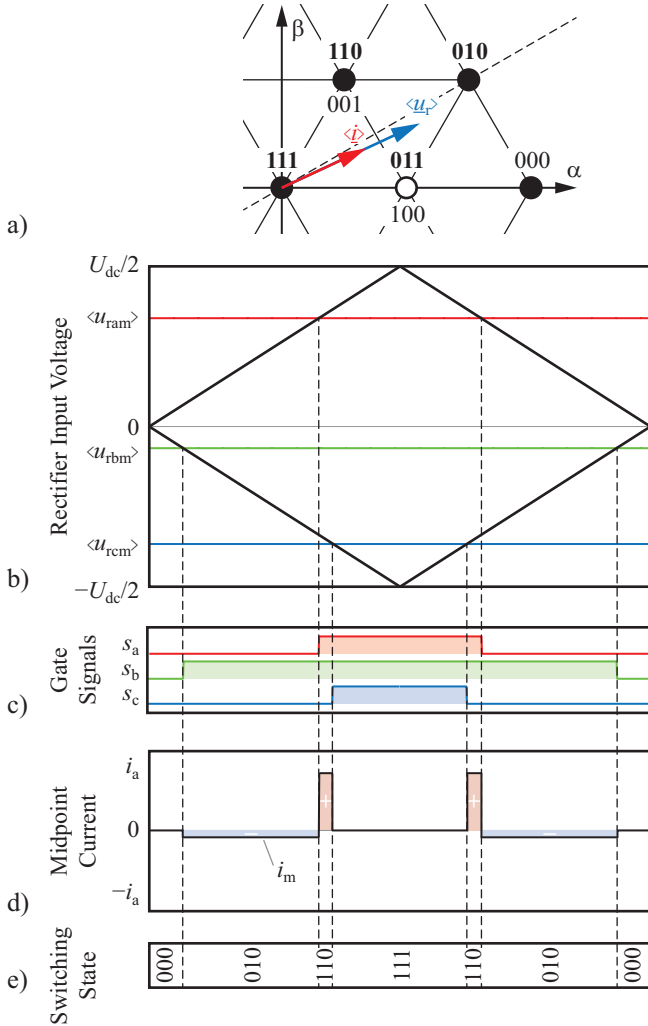 β
110
010
001
<i>
<u_r>
111
011
000
α
100
a)
U_dc/2
<u_ram>
0
<u_rbm>
<u_rcm>
−U_dc/2
Rectifier Input Voltage
b)
s_a
s_b
s_c
Gate
Signals
c)
i_a
+
+
0
−
−
i_m
−i_a
Midpoint
Current
d)
Switching
State
000
010
110
111
110
010
000
e)